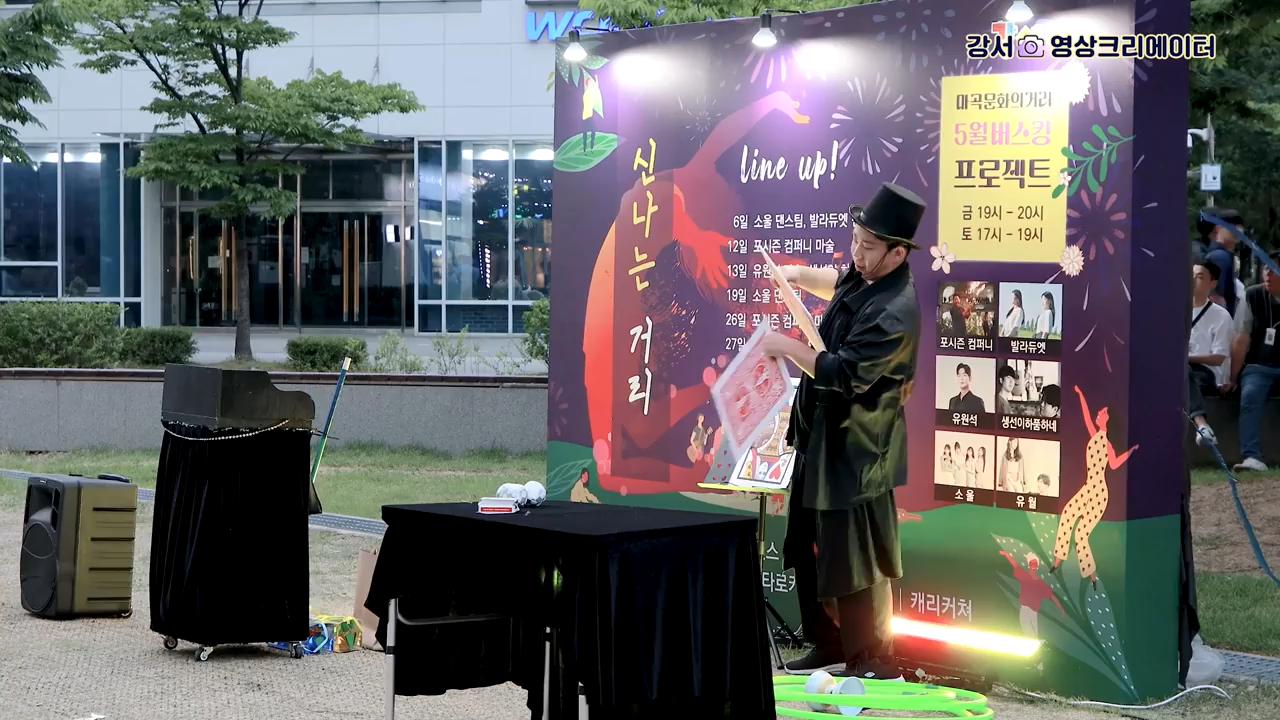 강서 영상크리에이터
마곡문화의거리
5월버스킹
프로젝트
금 19시 - 20시
토 17시 - 19시
신나는 거리
line up!
6일 소울 댄스팀, 발라듀엣
12일 포시즌 컴퍼니 마술
13일 유원
19일 소울 댄스팀
26일 포시즌 컴
27일
포시즌 컴퍼니
발라듀엣
유원석
생선이하품하네
소울
유월
캐리커쳐